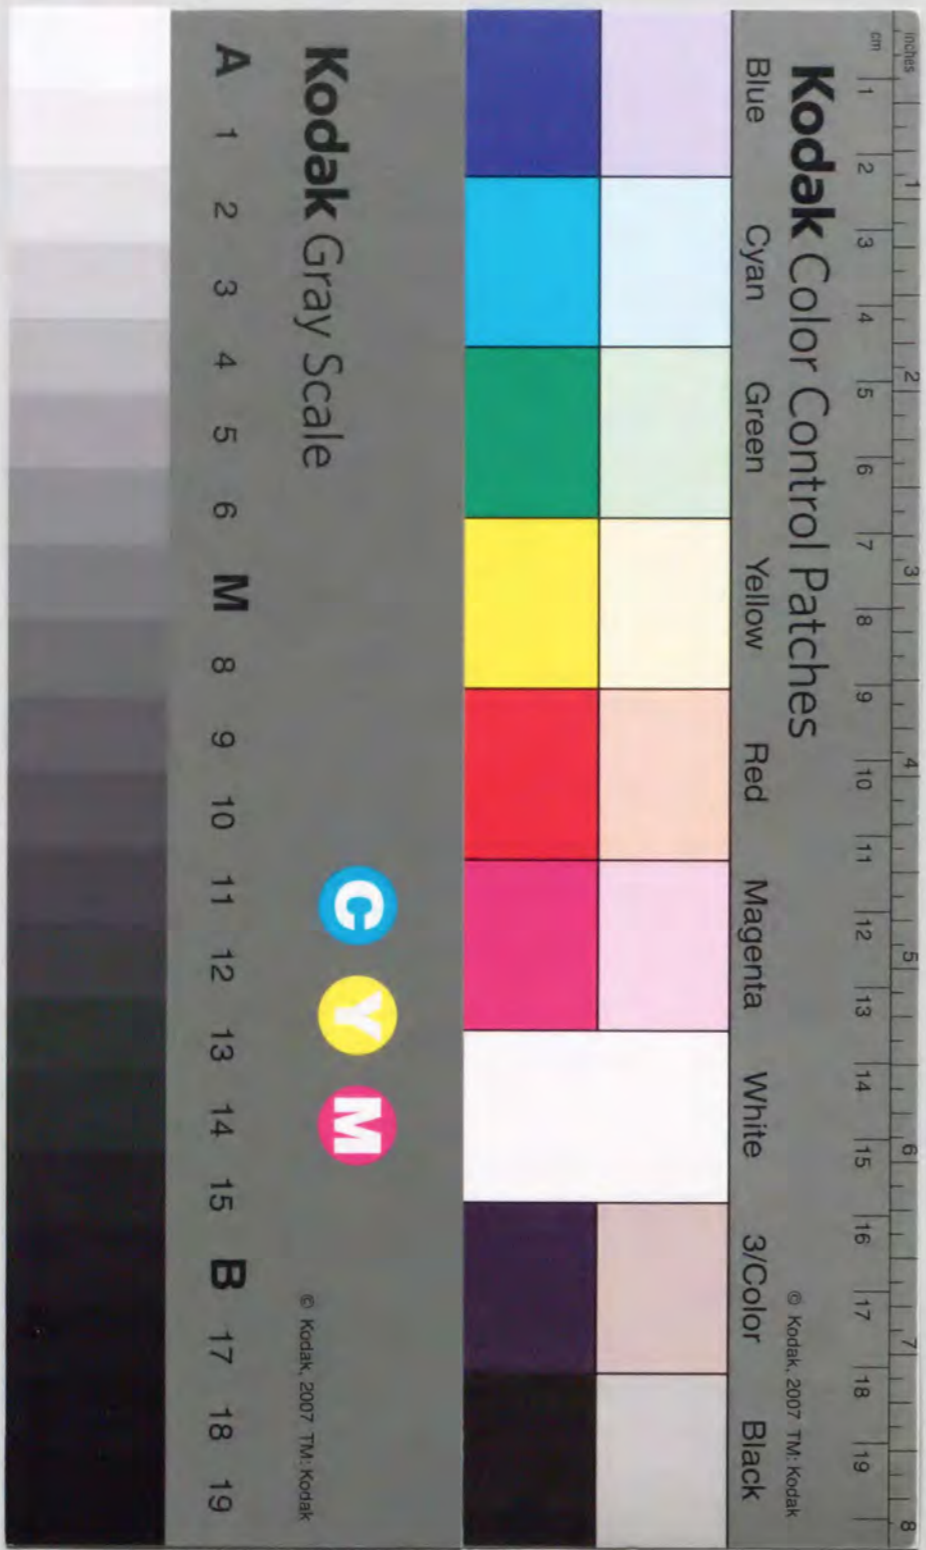 inches 1 2 3 4 5 6 7 8
cm 1 2 3 4 5 6 7 8 9 10 11 12 13 14 15 16 17 18 19
Kodak Color Control Patches
© Kodak, 2007 TM: Kodak
Blue Cyan Green Yellow Red Magenta White 3/Color Black
Kodak Gray Scale
C Y M
© Kodak, 2007 TM: Kodak
A 1 2 3 4 5 6 M 8 9 10 11 12 13 14 15 B 17 18 19